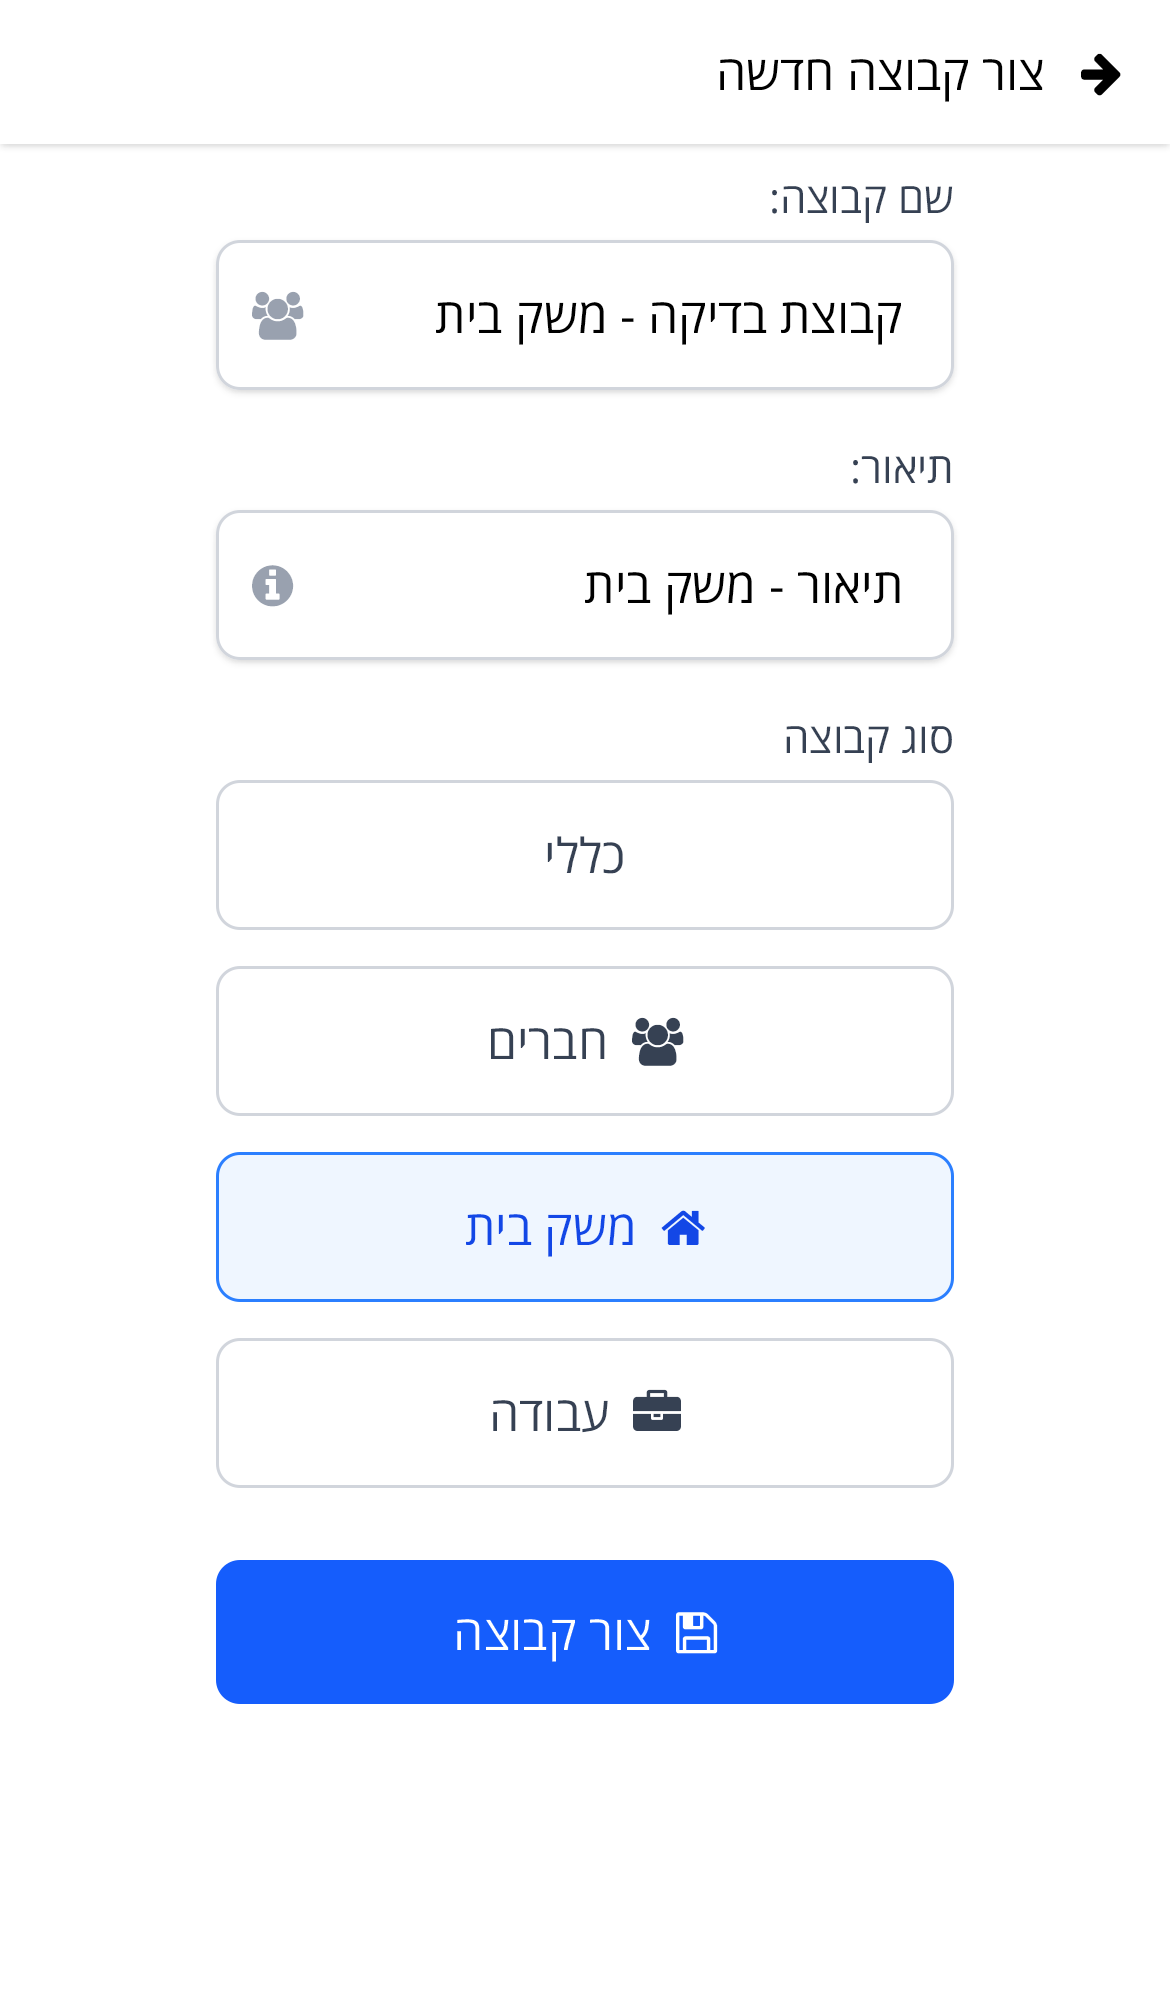 צור קבוצה חדשה
שם קבוצה:
קבוצת בדיקה - משק בית
תיאור:
תיאור - משק בית
סוג קבוצה
כללי
חברים
משק בית
עבודה
צור קבוצה